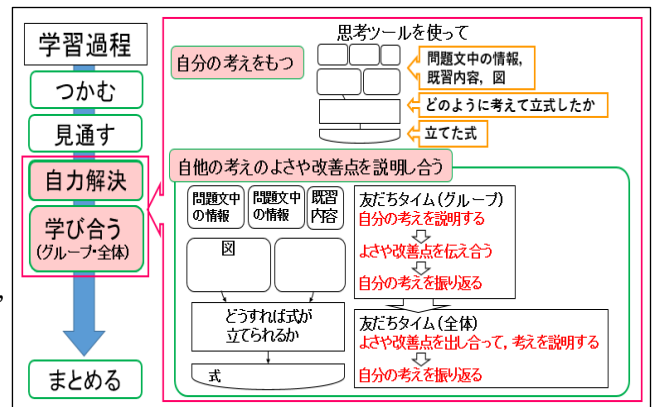 学習過程
つかむ
見通す
自力解決
学び合う
(グループ・全体)
まとめる
思考ツールを使って
自分の考えをもつ
問題文中の情報,
既習内容, 図
どのように考えて立式したか
立てた式
自他の考えのよさや改善点を説明し合う
問題文中
の情報
問題文中
の情報
既習
内容
図
どうすれば式が
立てられるか
式
友だちタイム(グループ)
自分の考えを説明する
よさや改善点を伝え合う
自分の考えを振り返る
友だちタイム(全体)
よさや改善点を出し合って, 考えを説明する
自分の考えを振り返る
,